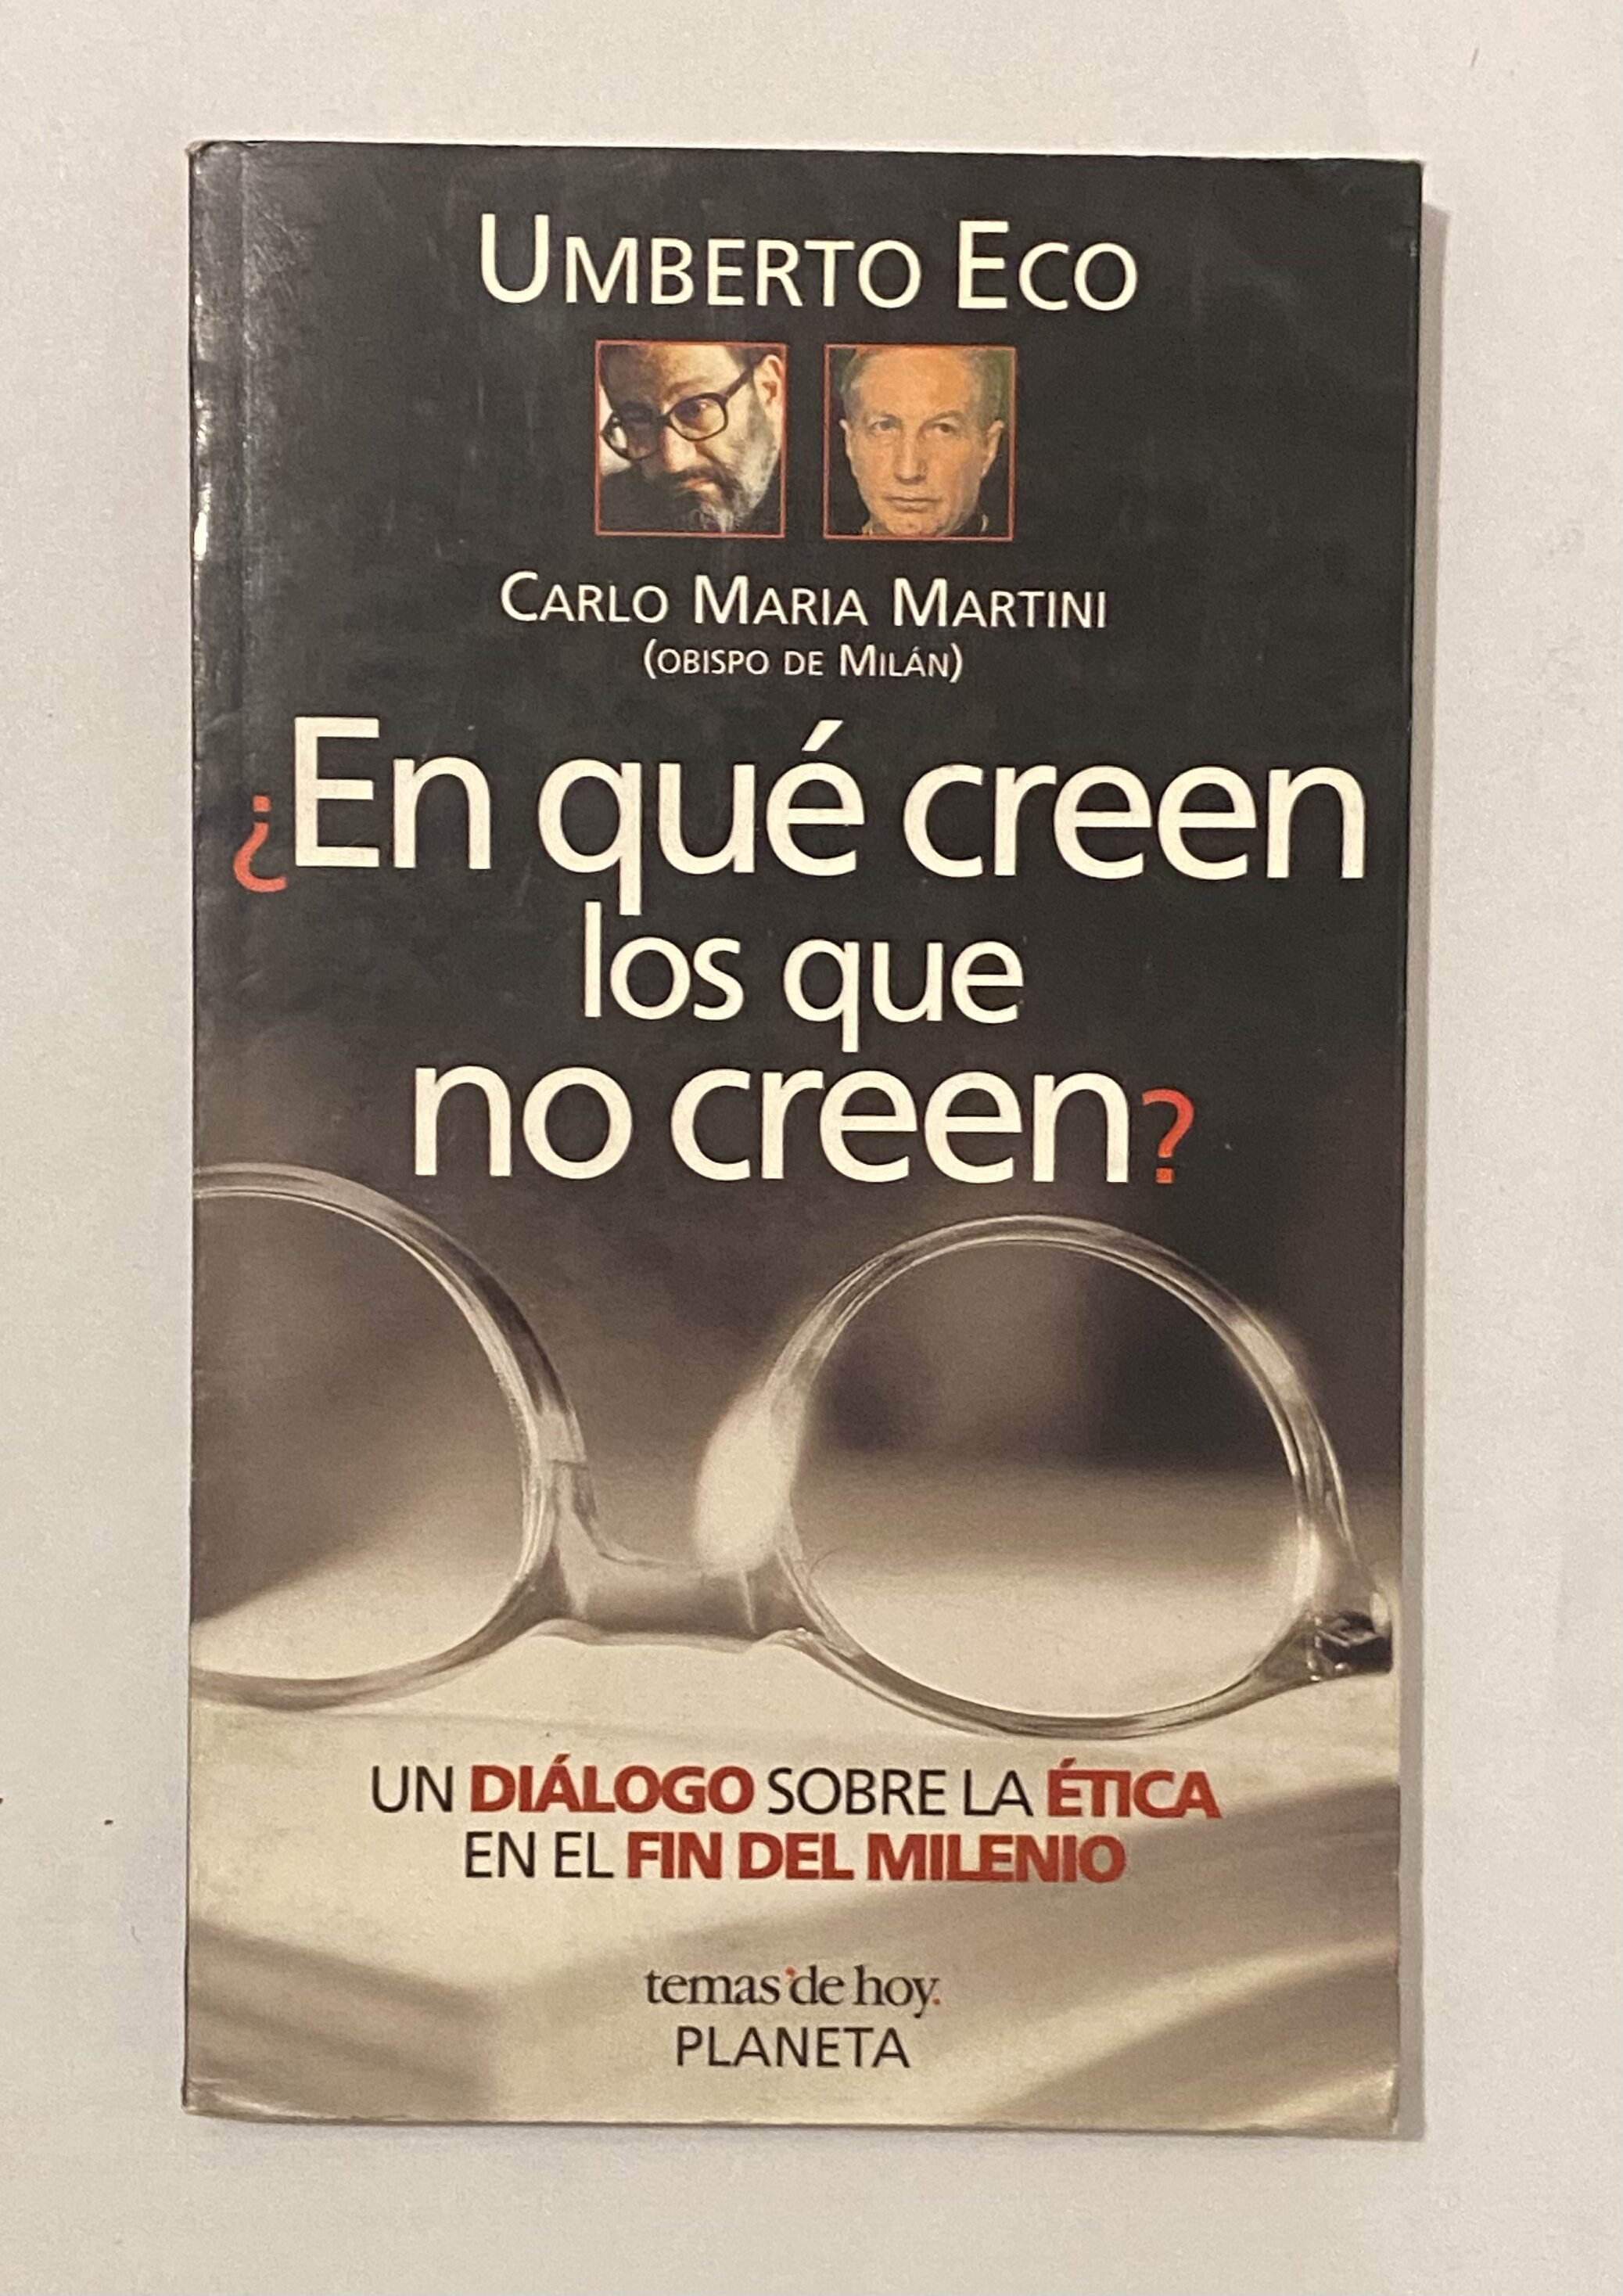 UMBERTO ECO
CARLO MARIA MARTINI
(OBISPO DE MILÁN)
¿En qué creen
los que
no creen?
UN DIÁLOGO SOBRE LA ÉTICA
EN EL FIN DEL MILENIO
temas de hoy.
PLANETA